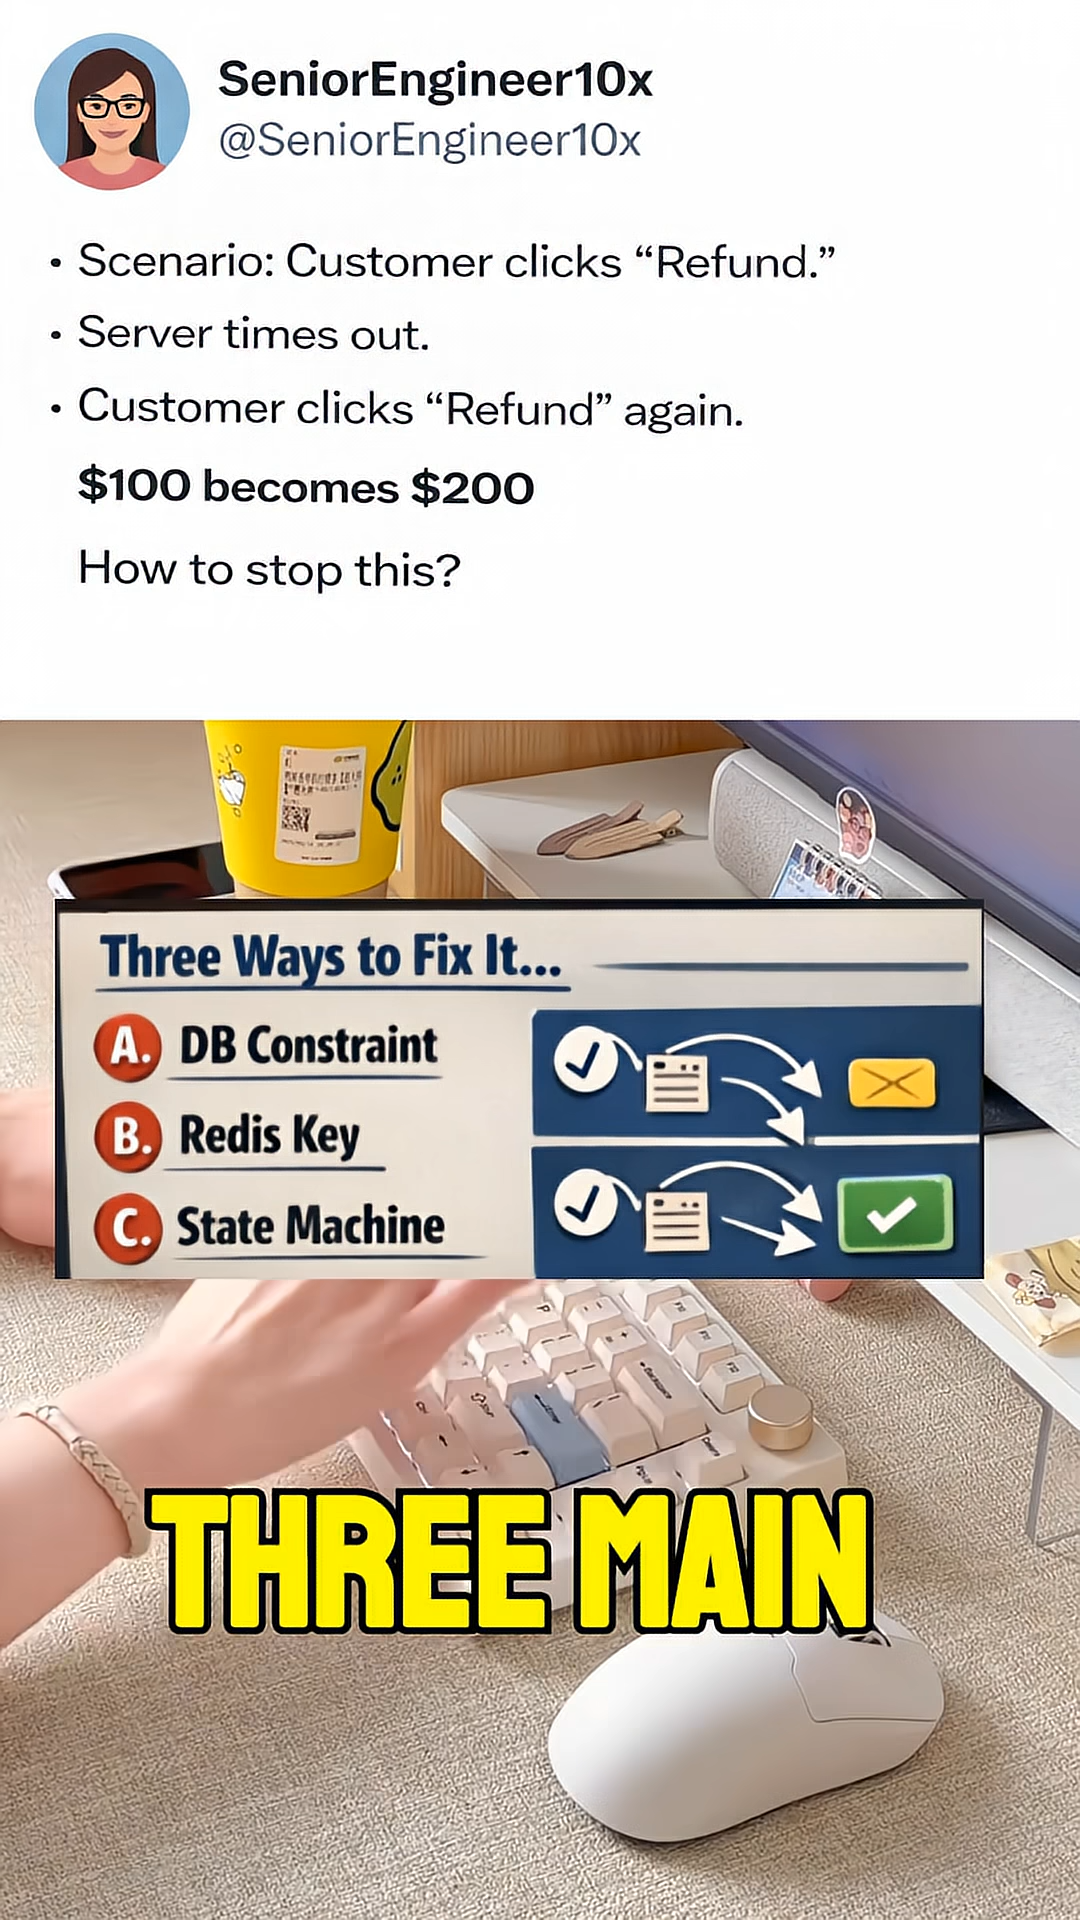 SeniorEngineer10x
@SeniorEngineer10x
• Scenario: Customer clicks “Refund.”
• Server times out.
• Customer clicks “Refund” again.
$100 becomes $200
How to stop this?
Three Ways to Fix It...
A. DB Constraint
B. Redis Key
C. State Machine
THREE MAIN